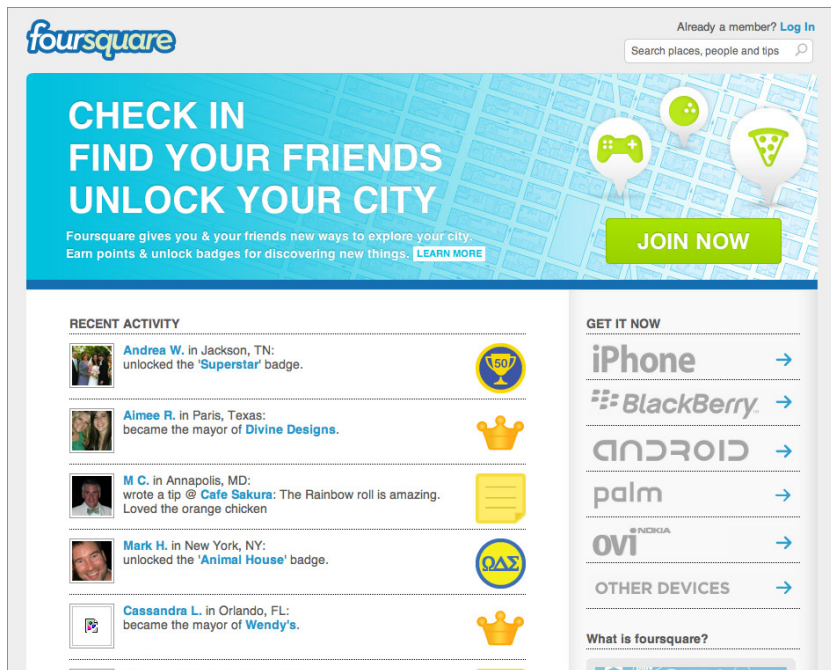 foursquare
Already a member? Log In
Search places, people and tips
CHECK IN
FIND YOUR FRIENDS
UNLOCK YOUR CITY
Foursquare gives you & your friends new ways to explore your city.
Earn points & unlock badges for discovering new things. LEARN MORE
JOIN NOW
RECENT ACTIVITY
Andrea W. in Jackson, TN:
unlocked the 'Superstar' badge.
50
Aimee R. in Paris, Texas:
became the mayor of Divine Designs.
M C. in Annapolis, MD:
wrote a tip @ Cafe Sakura: The Rainbow roll is amazing.
Loved the orange chicken
Mark H. in New York, NY:
unlocked the 'Animal House' badge.
ΩΔΣ
Cassandra L. in Orlando, FL:
became the mayor of Wendy's.
GET IT NOW
iPhone
BlackBerry
ANDROID
palm
ovi NOKIA
OTHER DEVICES
What is foursquare?